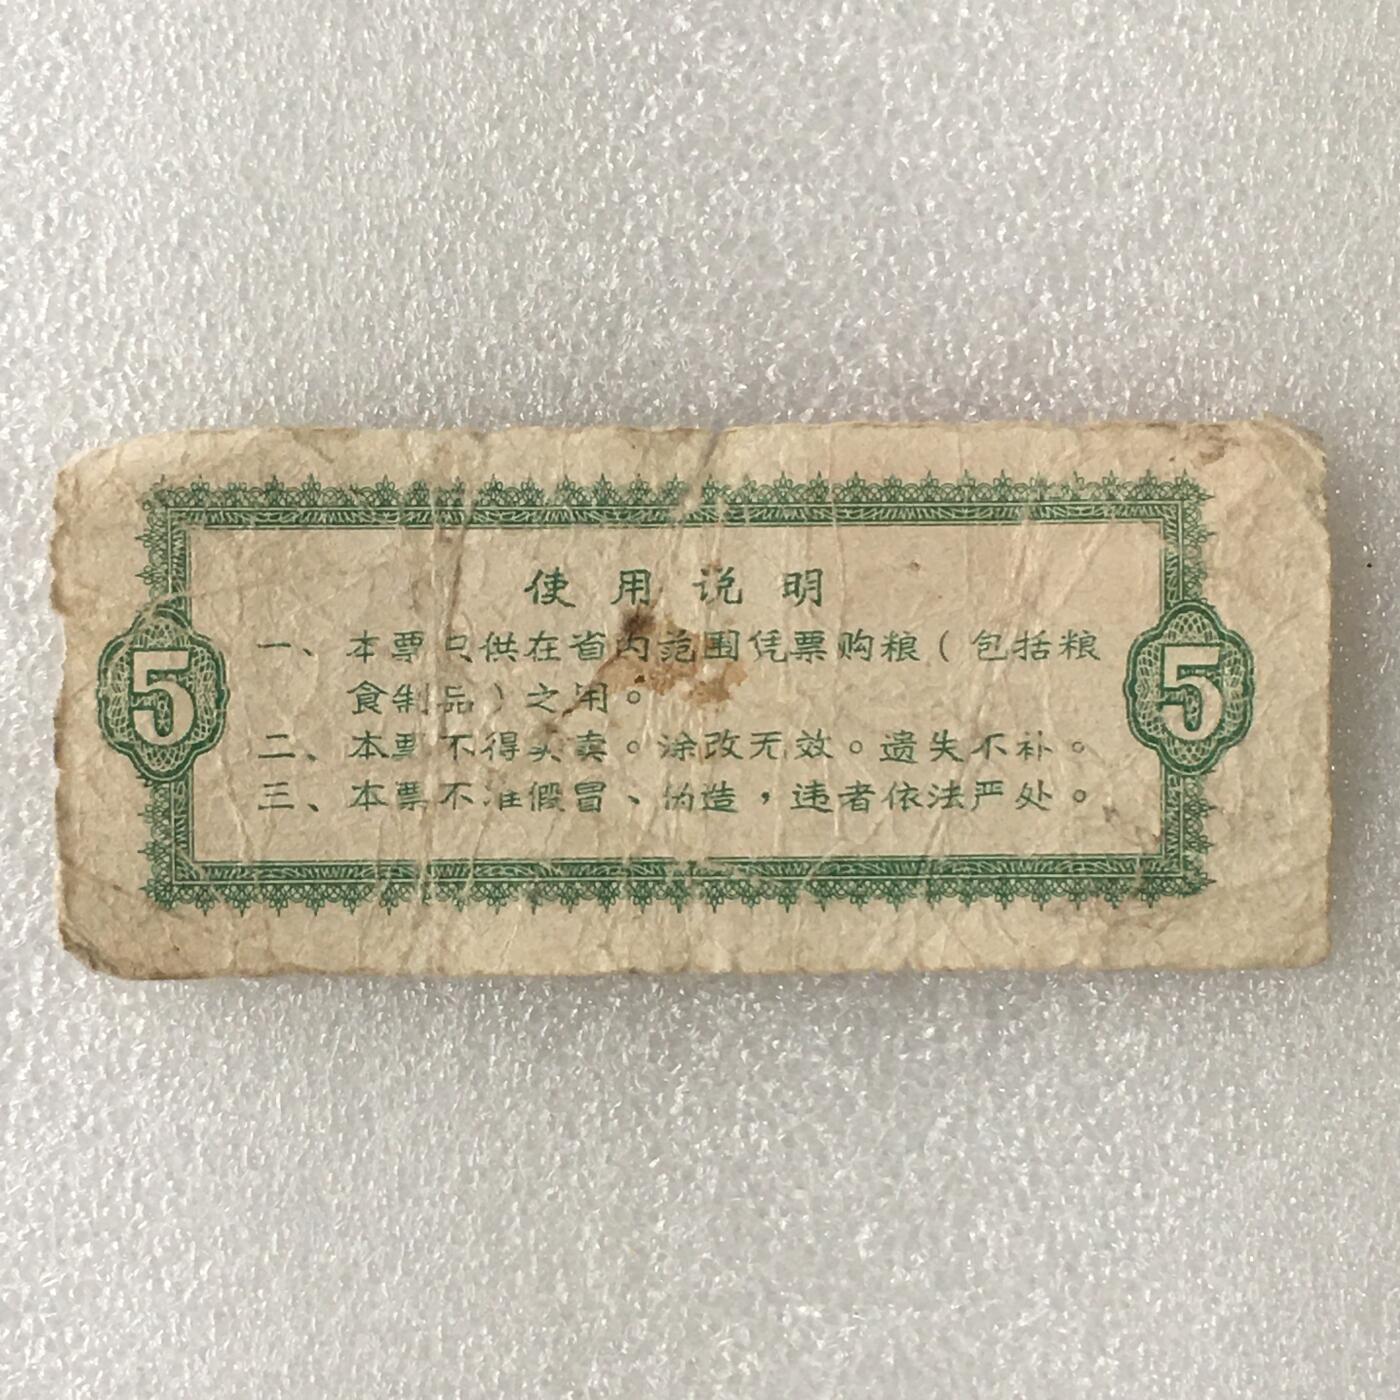 使用说明
一、本票只供在省内范围凭票购粮（包括粮
食制品）之用。
二、本票不得买卖。涂改无效。遗失不补。
三、本票不准假冒、伪造，违者依法严处。
5
5